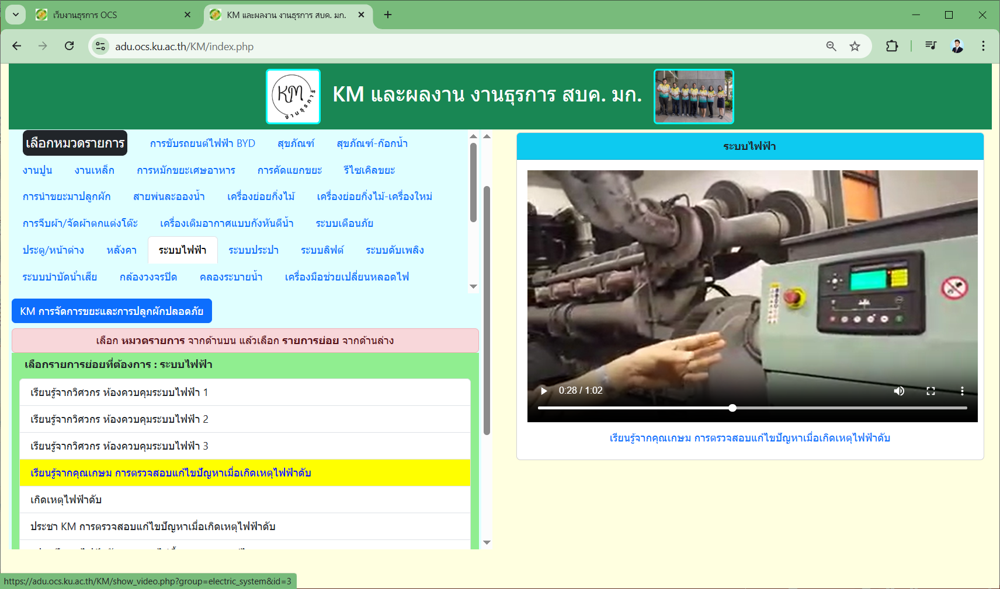 เว็บงานธุรการ OCS
KM และผลงาน งานธุรการ สบค. มก.
adu.ocs.ku.ac.th/KM/index.php
KM
งานธุรการ
KM และผลงาน งานธุรการ สบค. มก.
เลือกหมวดรายการ การขับรถยนต์ไฟฟ้า BYD สุขภัณฑ์ สุขภัณฑ์-ก๊อกน้ำ
งานปูน งานเหล็ก การหมักขยะเศษอาหาร การคัดแยกขยะ รีไซเคิลขยะ
การนำขยะมาปลูกผัก สายพ่นละอองน้ำ เครื่องย่อยกิ่งไม้ เครื่องย่อยกิ่งไม้-เครื่องใหม่
การจีบผ้า/จัดผ้าตกแต่งโต๊ะ เครื่องเติมอากาศแบบกังหันตีน้ำ ระบบเตือนภัย
ประตู/หน้าต่าง หลังคา ระบบไฟฟ้า ระบบประปา ระบบลิฟต์ ระบบดับเพลิง
ระบบบำบัดน้ำเสีย กล้องวงจรปิด คลองระบายน้ำ เครื่องมือช่วยเปลี่ยนหลอดไฟ
KM การจัดการขยะและการปลูกผักปลอดภัย
เลือก หมวดรายการ จากด้านบน แล้วเลือก รายการย่อย จากด้านล่าง
เลือกรายการย่อยที่ต้องการ : ระบบไฟฟ้า
เรียนรู้จากวิศวกร ห้องควบคุมระบบไฟฟ้า 1
เรียนรู้จากวิศวกร ห้องควบคุมระบบไฟฟ้า 2
เรียนรู้จากวิศวกร ห้องควบคุมระบบไฟฟ้า 3
เรียนรู้จากคุณเกษม การตรวจสอบแก้ไขปัญหาเมื่อเกิดเหตุไฟฟ้าดับ
เกิดเหตุไฟฟ้าดับ
ประชา KM การตรวจสอบแก้ไขปัญหาเมื่อเกิดเหตุไฟฟ้าดับ
ระบบไฟฟ้า
0:28 / 1:02
เรียนรู้จากคุณเกษม การตรวจสอบแก้ไขปัญหาเมื่อเกิดเหตุไฟฟ้าดับ
https://adu.ocs.ku.ac.th/KM/show_video.php?group=electric_system&id=3